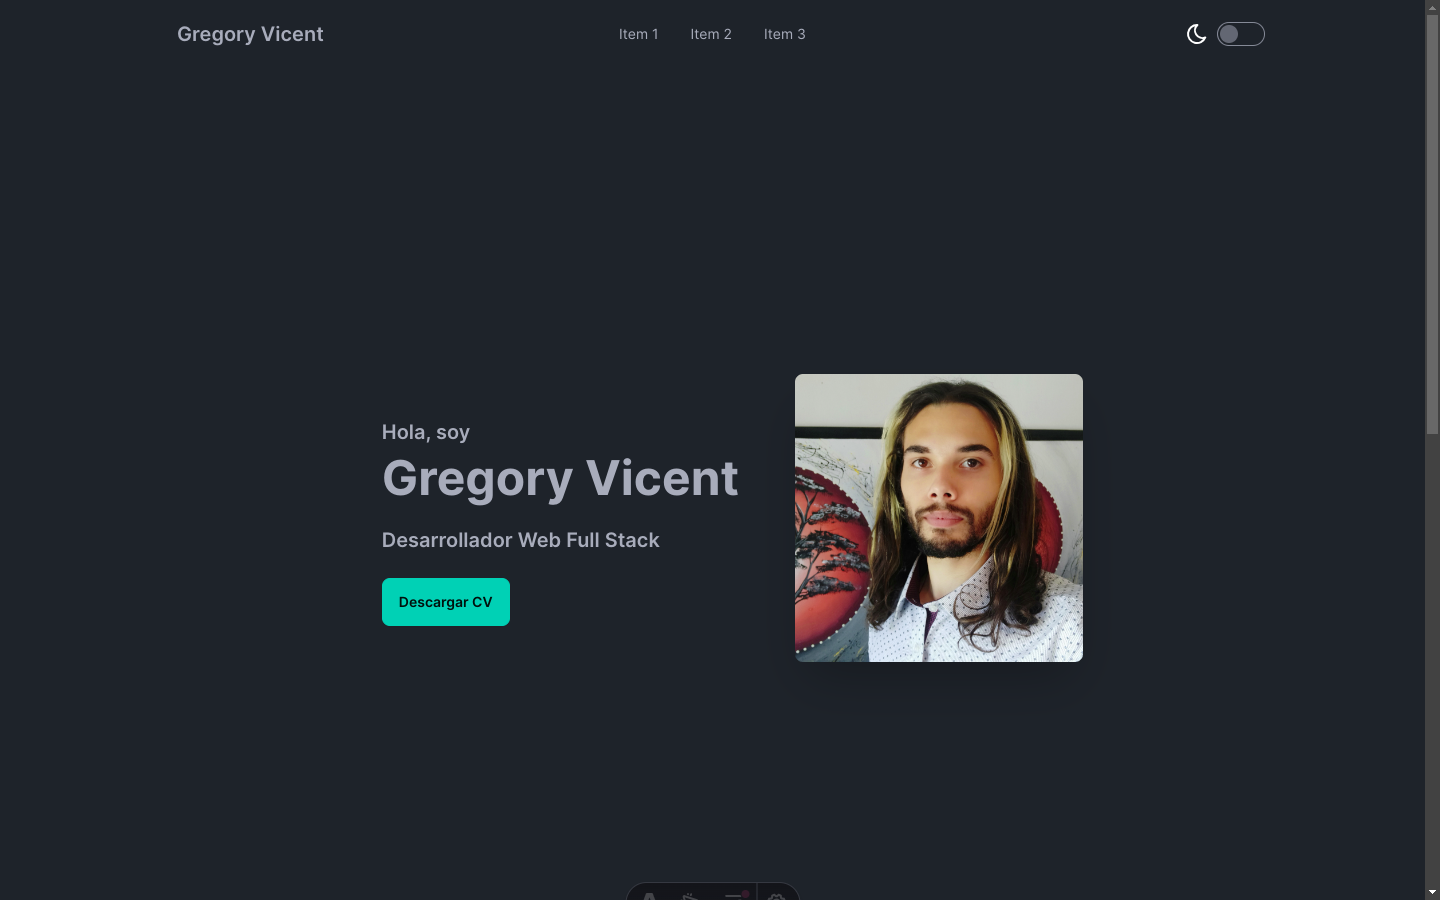 Gregory Vicent
Item 1
Item 2
Item 3
Hola, soy
Gregory Vicent
Desarrollador Web Full Stack
Descargar CV